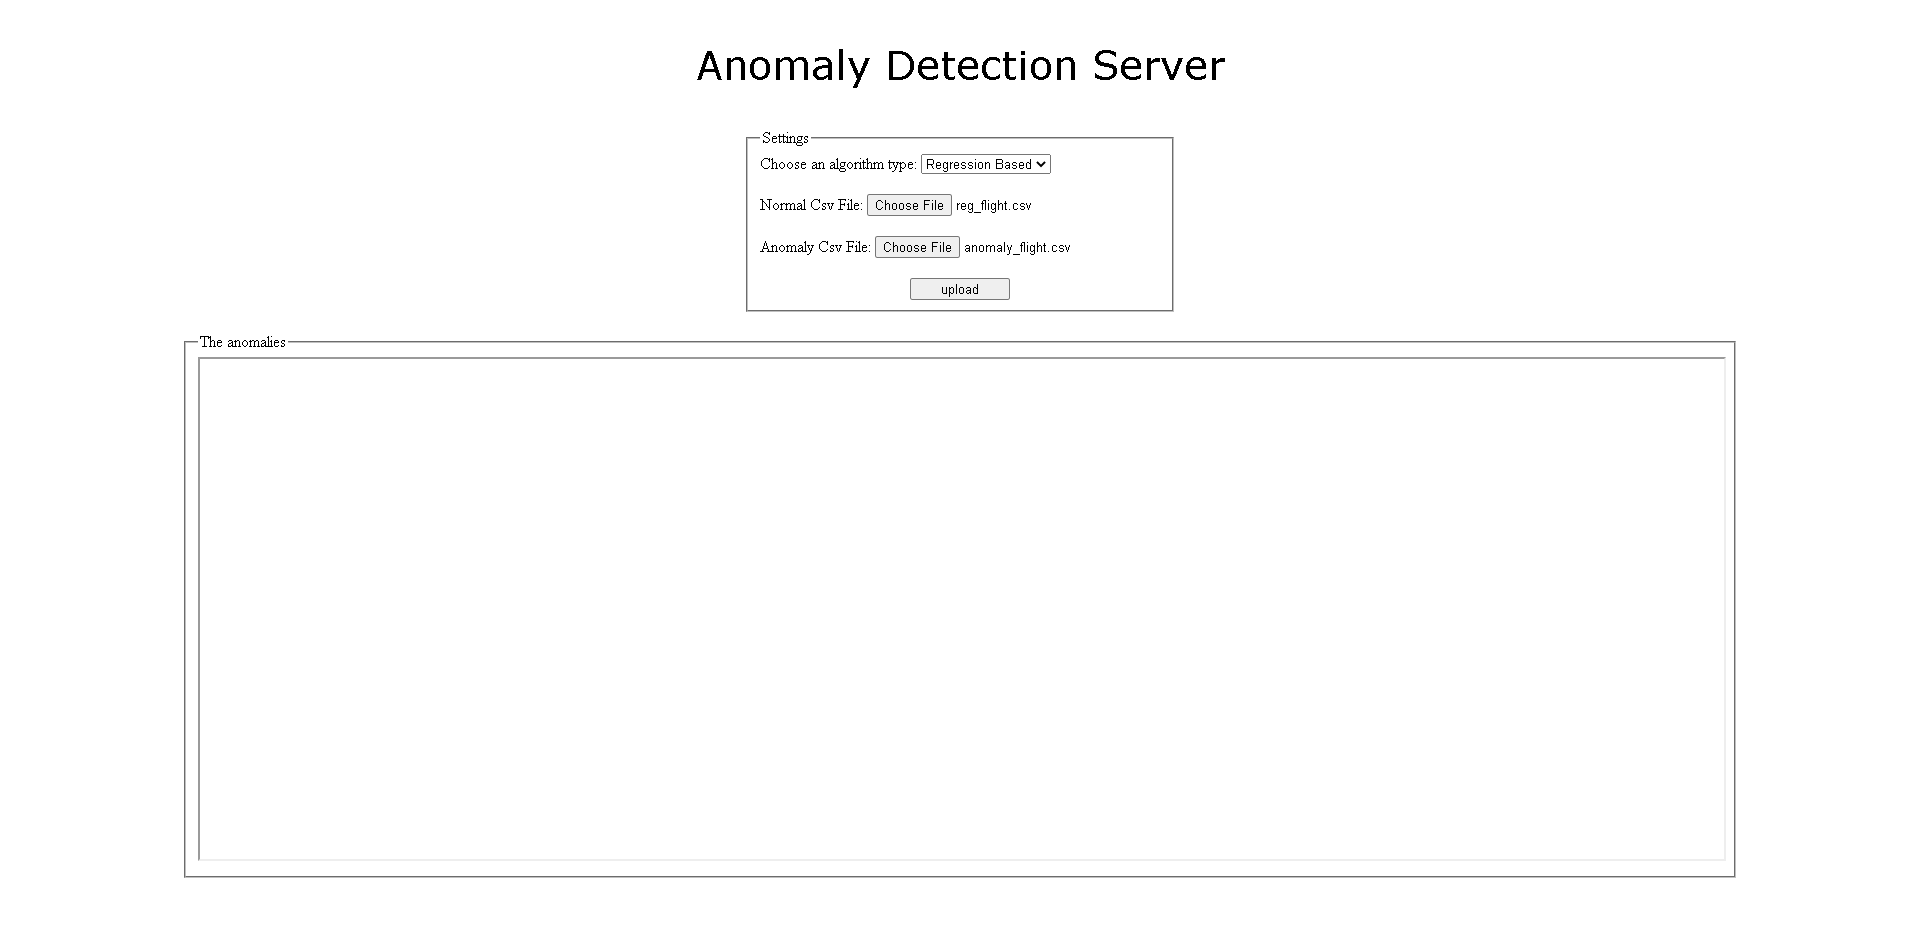 Anomaly Detection Server
Settings
Choose an algorithm type: Regression Based
Normal Csv File: Choose File reg_flight.csv
Anomaly Csv File: Choose File anomaly_flight.csv
upload
The anomalies